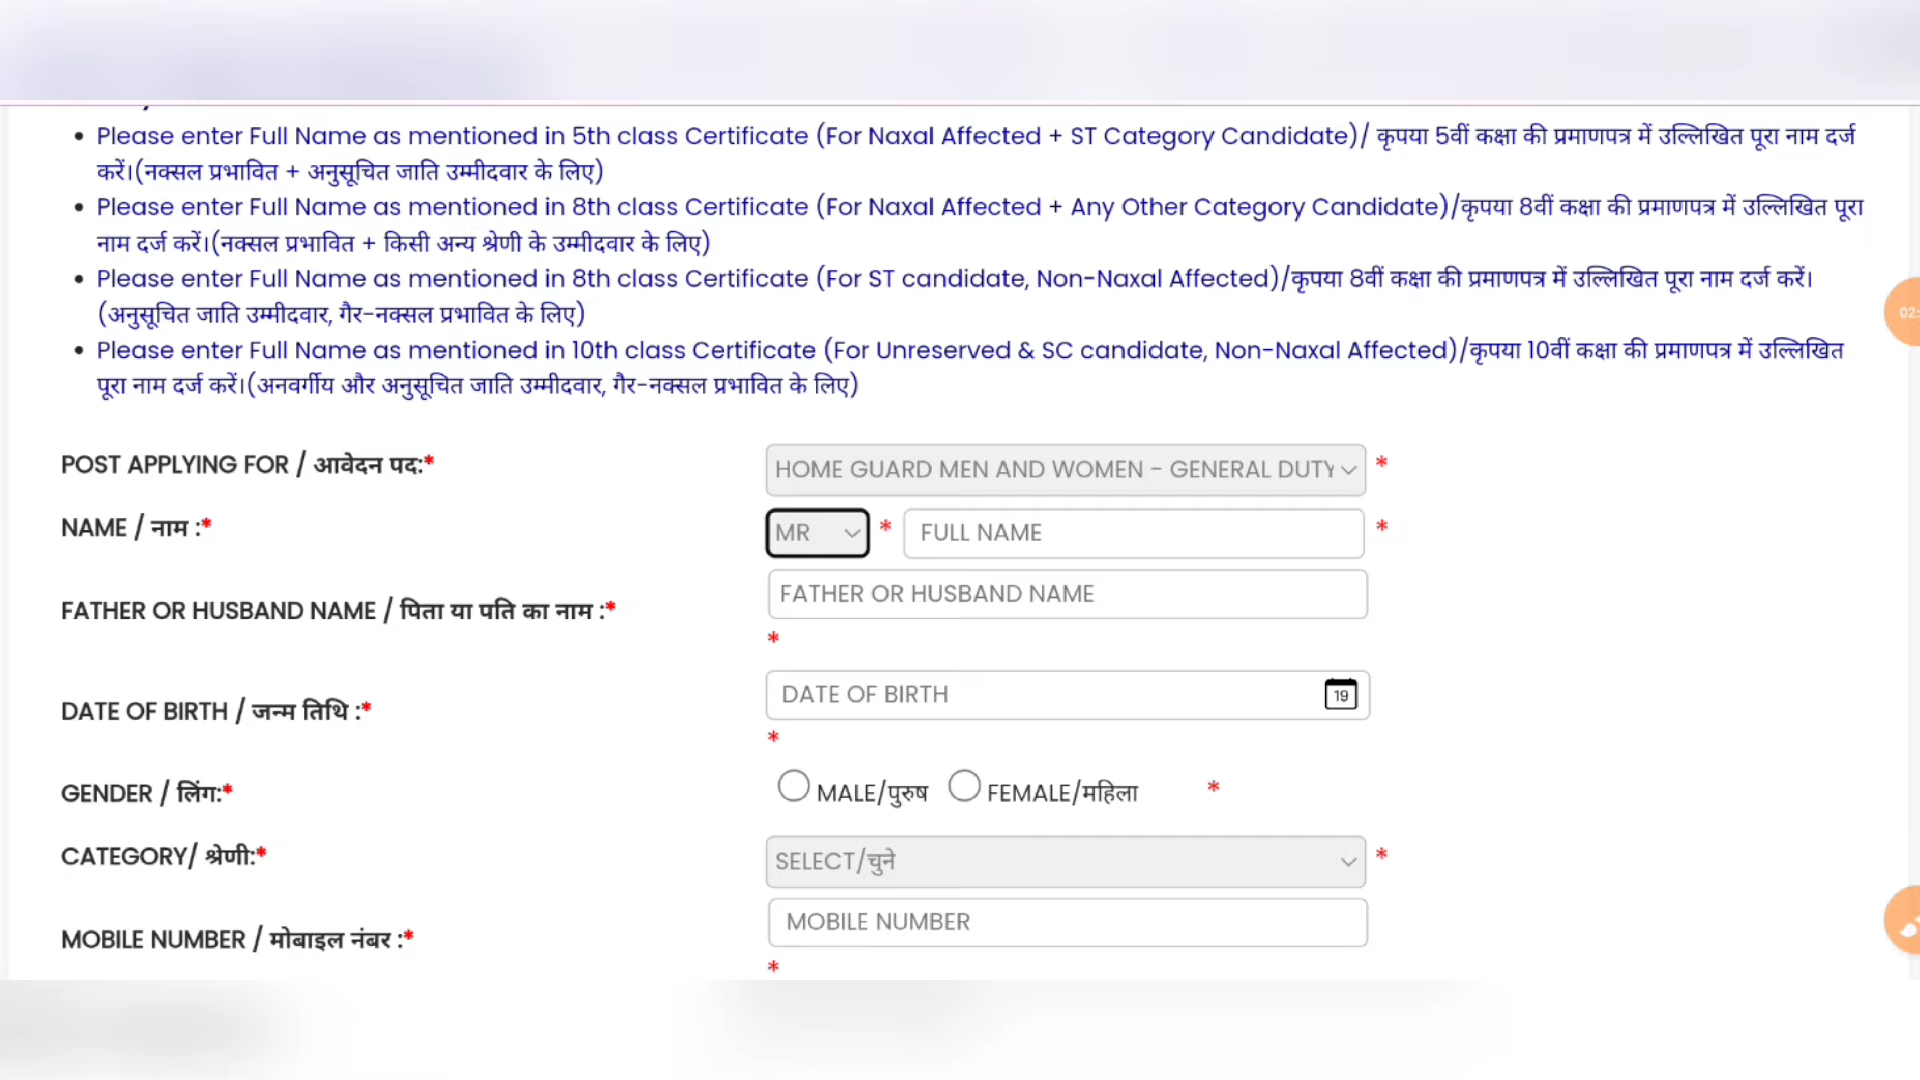 Please enter Full Name as mentioned in 5th class Certificate (For Naxal Affected + ST Category Candidate)/ कृपया 5वीं कक्षा की प्रमाणपत्र में उल्लिखित पूरा नाम दर्ज
करें।(नक्सल प्रभावित + अनुसूचित जाति उम्मीदवार के लिए)
Please enter Full Name as mentioned in 8th class Certificate (For Naxal Affected + Any Other Category Candidate)/कृपया 8वीं कक्षा की प्रमाणपत्र में उल्लिखित पूरा
नाम दर्ज करें।(नक्सल प्रभावित + किसी अन्य श्रेणी के उम्मीदवार के लिए)
Please enter Full Name as mentioned in 8th class Certificate (For ST candidate, Non-Naxal Affected)/कृपया 8वीं कक्षा की प्रमाणपत्र में उल्लिखित पूरा नाम दर्ज करें।
(अनुसूचित जाति उम्मीदवार, गैर-नक्सल प्रभावित के लिए)
Please enter Full Name as mentioned in 10th class Certificate (For Unreserved & SC candidate, Non-Naxal Affected)/कृपया 10वीं कक्षा की प्रमाणपत्र में उल्लिखित
पूरा नाम दर्ज करें।(अनवर्गीय और अनुसूचित जाति उम्मीदवार, गैर-नक्सल प्रभावित के लिए)
POST APPLYING FOR / आवेदन पद:* HOME GUARD MEN AND WOMEN - GENERAL DUTY *
NAME / नाम :* MR * FULL NAME *
FATHER OR HUSBAND NAME / पिता या पति का नाम :* FATHER OR HUSBAND NAME
*
DATE OF BIRTH / जन्म तिथि :* DATE OF BIRTH 19
*
GENDER / लिंग:* MALE/पुरुष FEMALE/महिला *
CATEGORY/ श्रेणी:* SELECT/चुने *
MOBILE NUMBER / मोबाइल नंबर :* MOBILE NUMBER
*